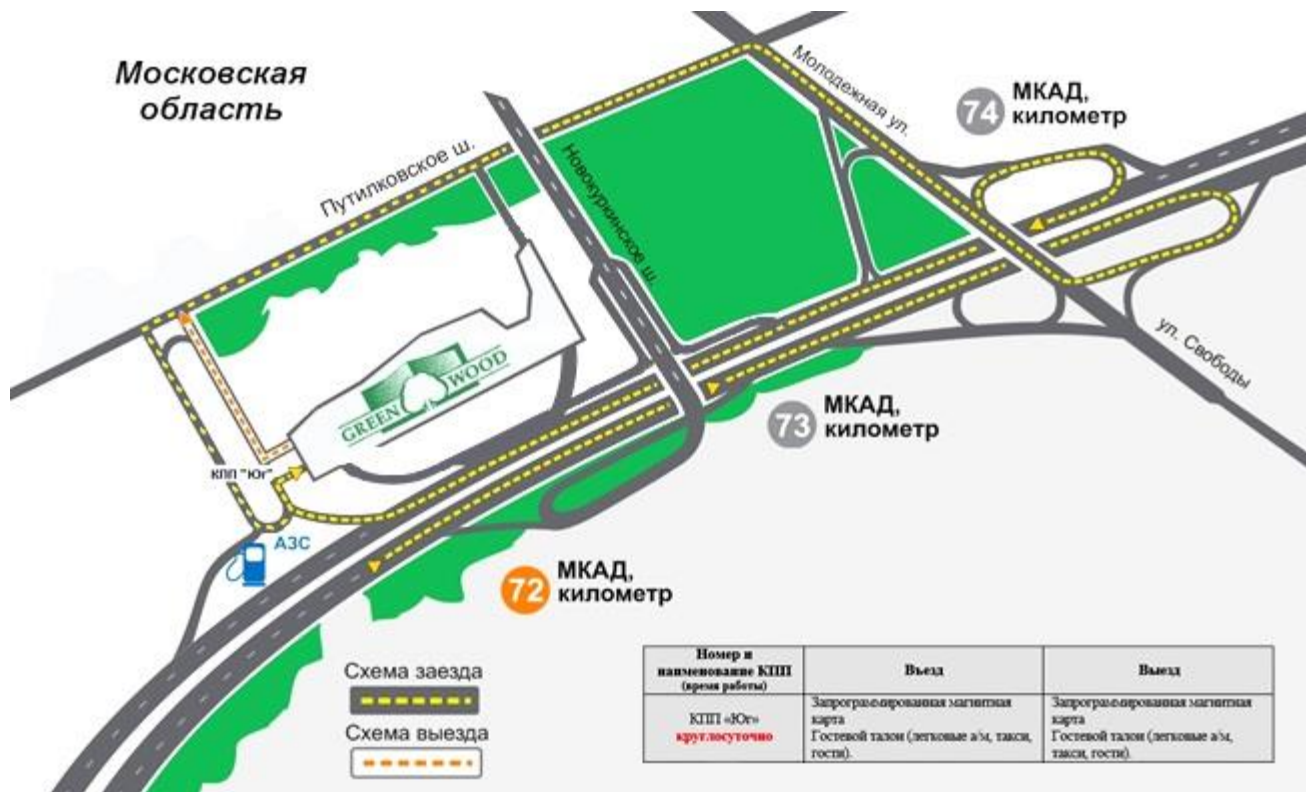 Московская
область
Путилковское ш.
Новокуркинское ш.
Молодежная ул.
74
МКАД,
километр
GREEN WOOD
ул. Свободы
73
МКАД,
километр
КПП "Юг"
АЗС
72
МКАД,
километр
Схема заезда
Схема выезда
Номер и
наименование КПП
(время работы)
Въезд
Выезд
КПП «Юг»
круглосуточно
Запрограммированная магнитная
карта
Гостевой талон (легковые а/м, такси,
гости).
Запрограммированная магнитная
карта
Гостевой талон (легковые а/м,
такси, гости).